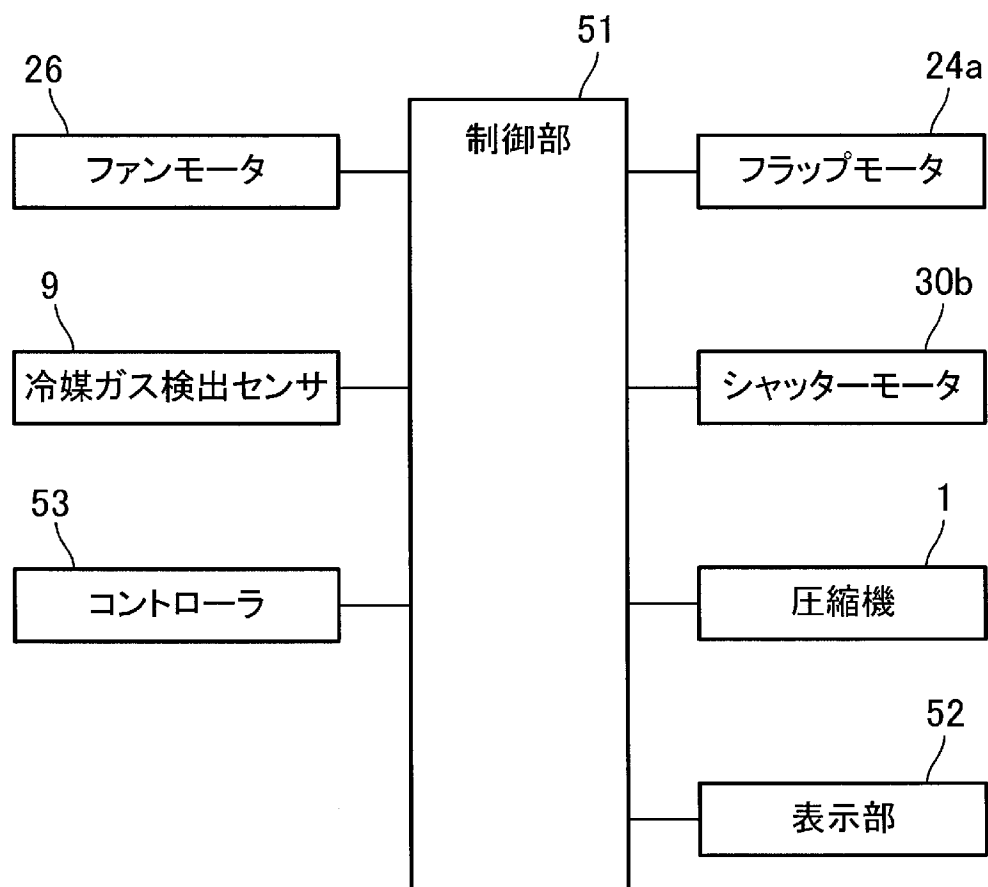 51
制御部
26
ファンモータ
24a
フラップモータ
9
冷媒ガス検出センサ
30b
シャッターモータ
53
コントローラ
1
圧縮機
52
表示部